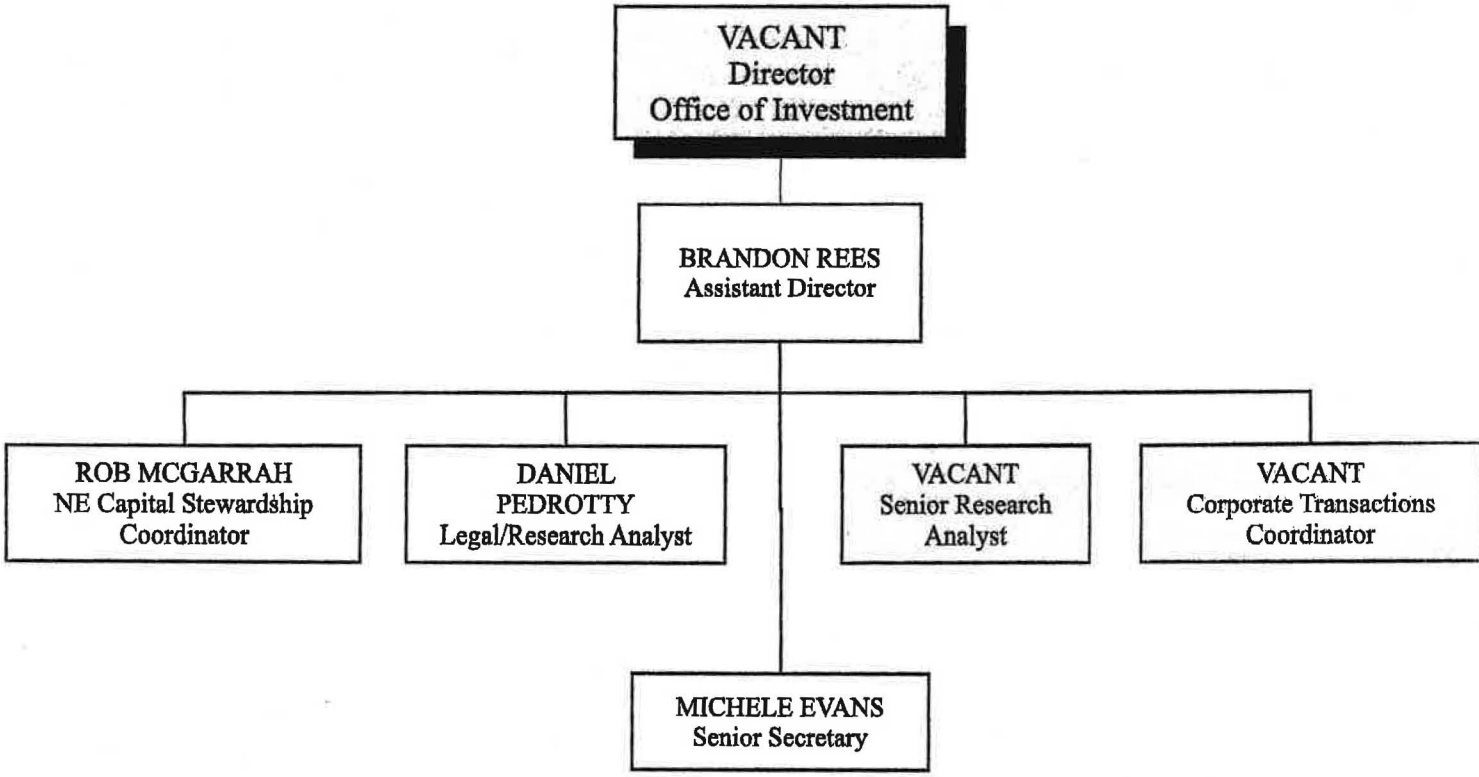 VACANT
Director
Office of Investment
BRANDON REES
Assistant Director
ROB MCGARRAH
NE Capital Stewardship
Coordinator
DANIEL
PEDROTTY
Legal/Research Analyst
VACANT
Senior Research
Analyst
VACANT
Corporate Transactions
Coordinator
MICHELE EVANS
Senior Secretary